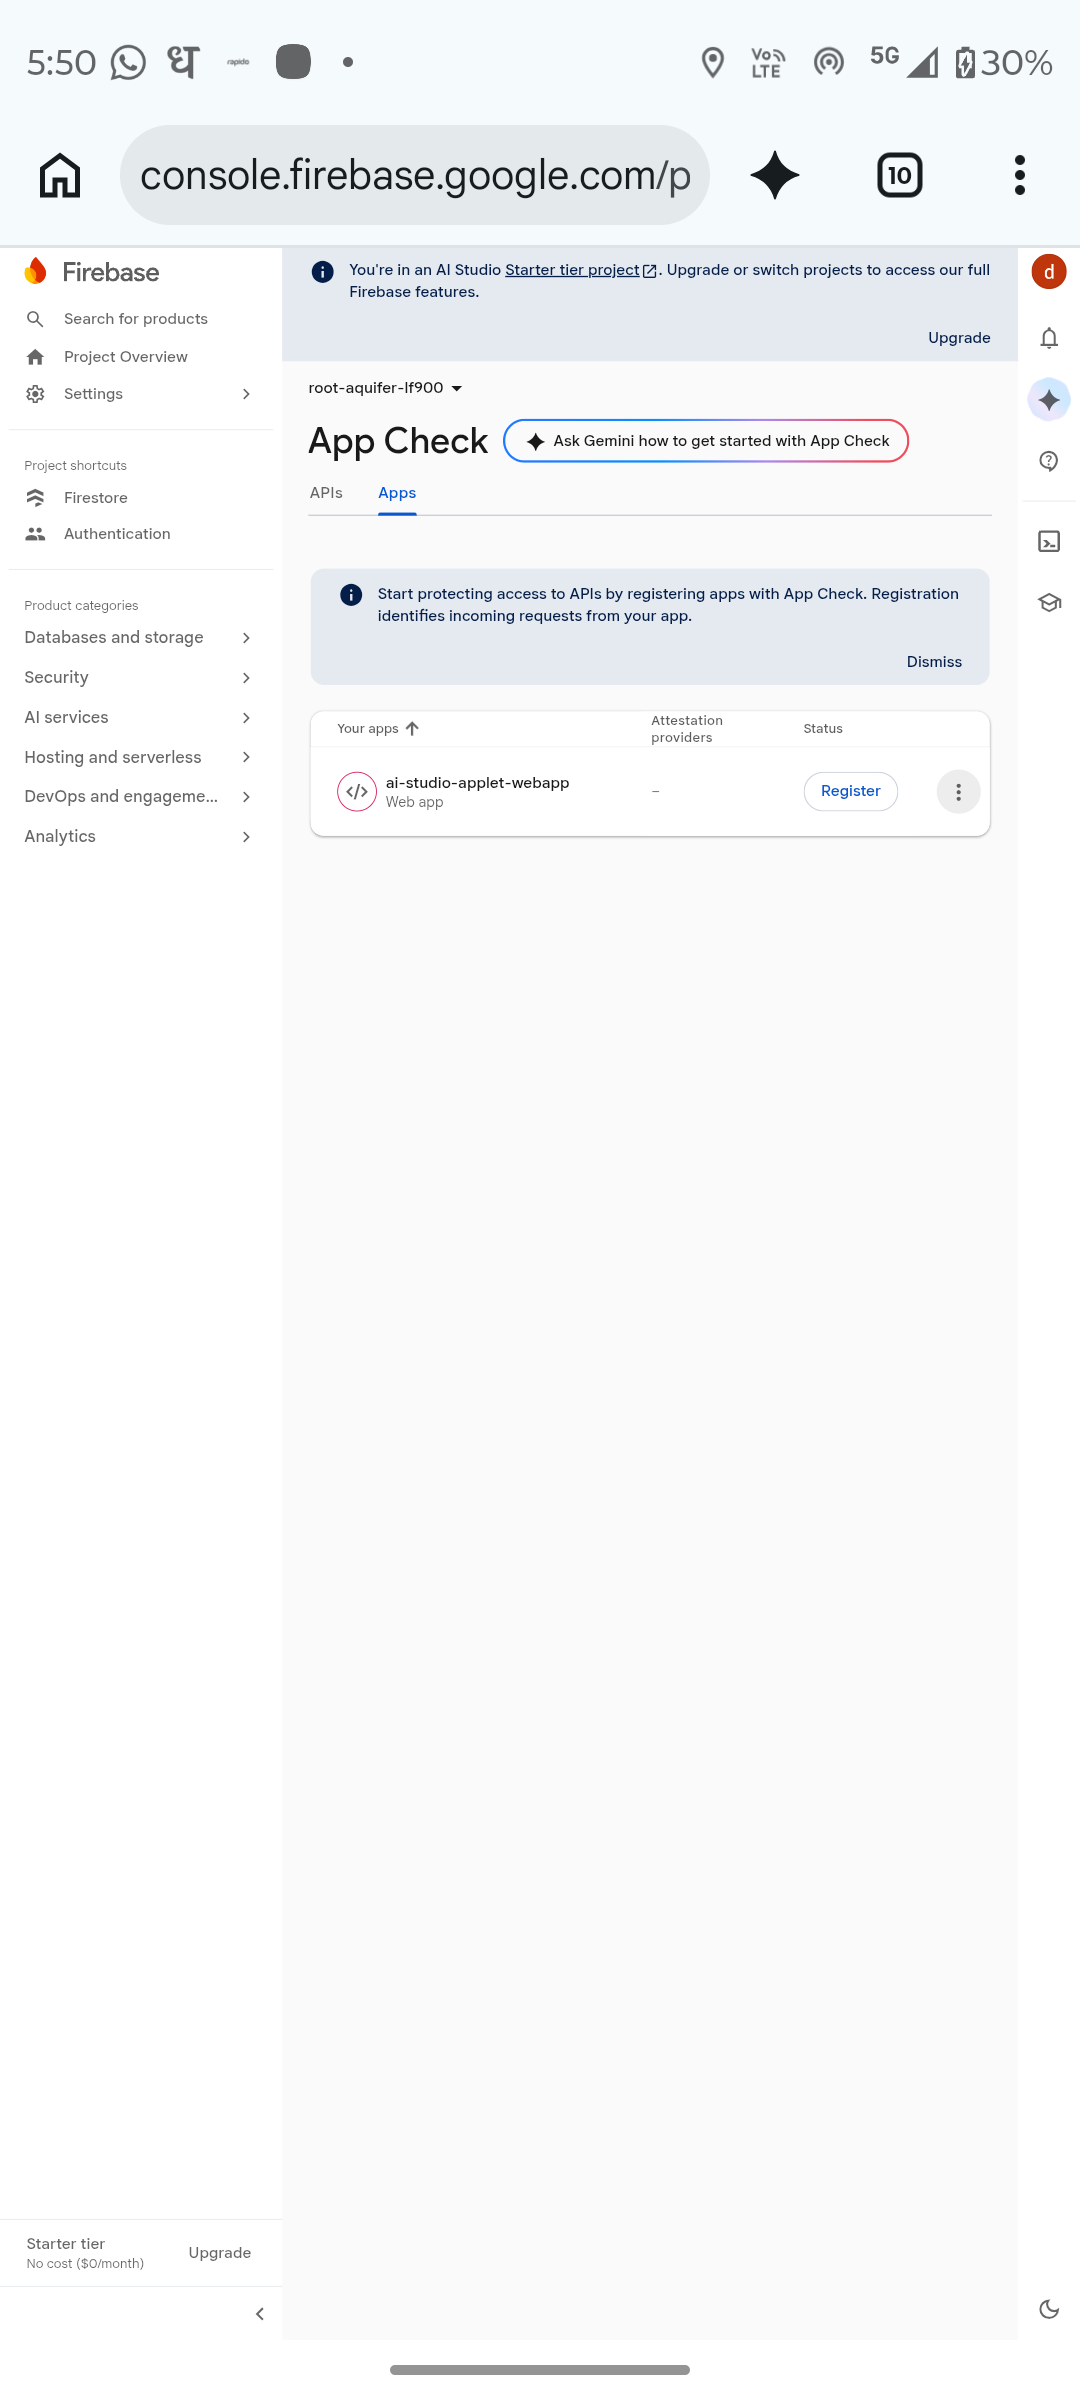 5:50 ध rapido VoLTE 5G 30%
console.firebase.google.com/p
10
Firebase
Search for products
Project Overview
Settings
Project shortcuts
Firestore
Authentication
Product categories
Databases and storage
Security
AI services
Hosting and serverless
DevOps and engageme...
Analytics
Starter tier
No cost ($0/month)
Upgrade
You're in an AI Studio Starter tier project. Upgrade or switch projects to access our full
Firebase features.
Upgrade
root-aquifer-lf900
App Check
Ask Gemini how to get started with App Check
APIs
Apps
Start protecting access to APIs by registering apps with App Check. Registration
identifies incoming requests from your app.
Dismiss
Your apps
Attestation
providers
Status
ai-studio-applet-webapp
Web app
–
Register
d